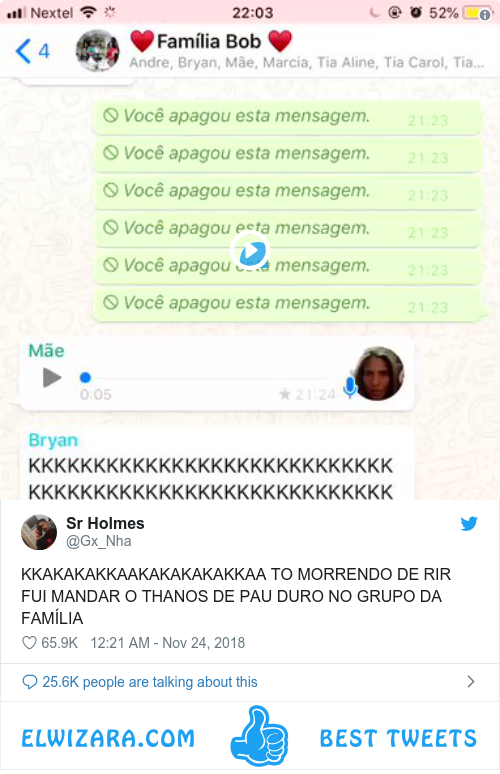 Nextel 22:03 52%
4 Família Bob
Andre, Bryan, Mãe, Marcia, Tia Aline, Tia Carol, Tia...
Você apagou esta mensagem. 21:23
Você apagou esta mensagem. 21:23
Você apagou esta mensagem. 21:23
Você apagou esta mensagem. 21:23
Você apagou esta mensagem. 21:23
Você apagou esta mensagem. 21:23
Mãe
0:05 ★ 21:24
Bryan
KKKKKKKKKKKKKKKKKKKKKKKKKKKK
KKKKKKKKKKKKKKKKKKKKKKKKKKKK
Sr Holmes
@Gx_Nha
KKAKAKAKKAAKAKAKAKAKKAA TO MORRENDO DE RIR
FUI MANDAR O THANOS DE PAU DURO NO GRUPO DA
FAMÍLIA
65.9K 12:21 AM - Nov 24, 2018
25.6K people are talking about this
ELWIZARA.COM BEST TWEETS